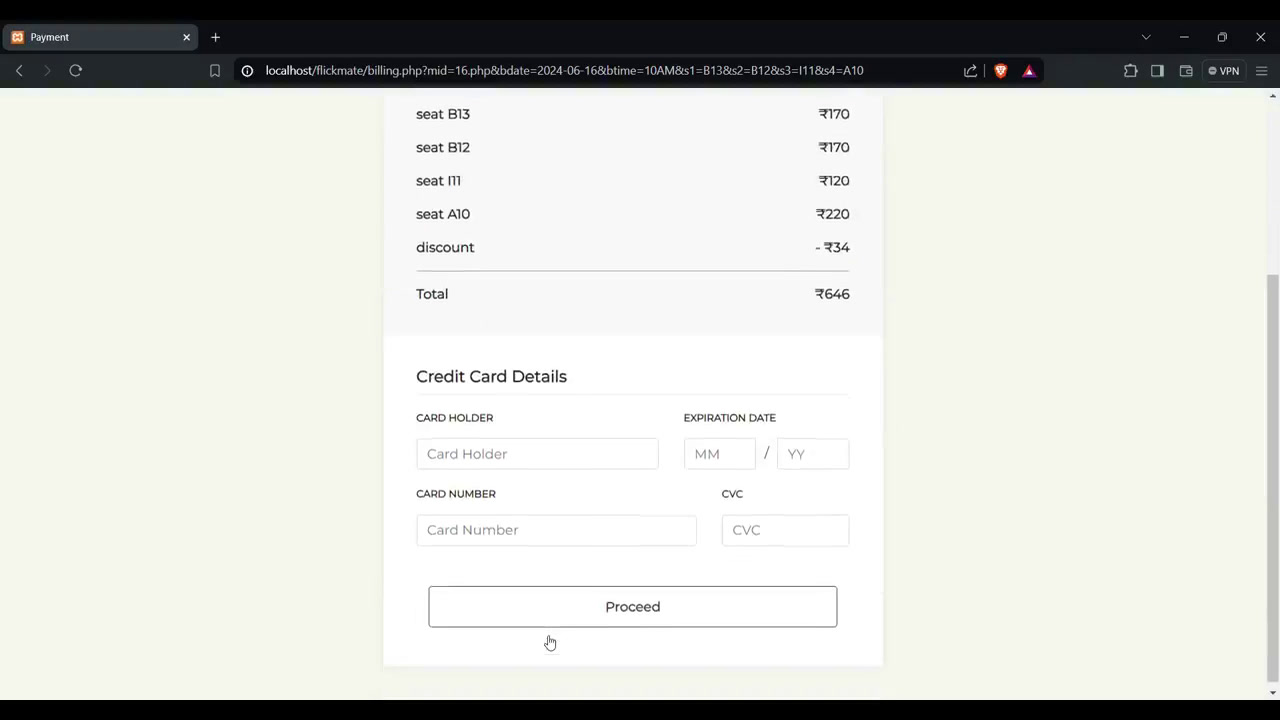 Payment
localhost/flickmate/billing.php?mid=16.php&bdate=2024-06-16&btime=10AM&s1=B13&s2=B12&s3=I11&s4=A10
VPN
seat B13 ₹170
seat B12 ₹170
seat I11 ₹120
seat A10 ₹220
discount - ₹34
Total ₹646
Credit Card Details
CARD HOLDER EXPIRATION DATE
Card Holder MM / YY
CARD NUMBER CVC
Card Number CVC
Proceed